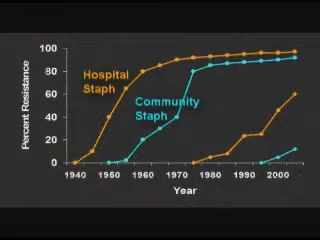 100
80
60
40
20
0
Percent Resistance
Hospital
Staph
Community
Staph
1940 1950 1960 1970 1980 1990 2000
Year